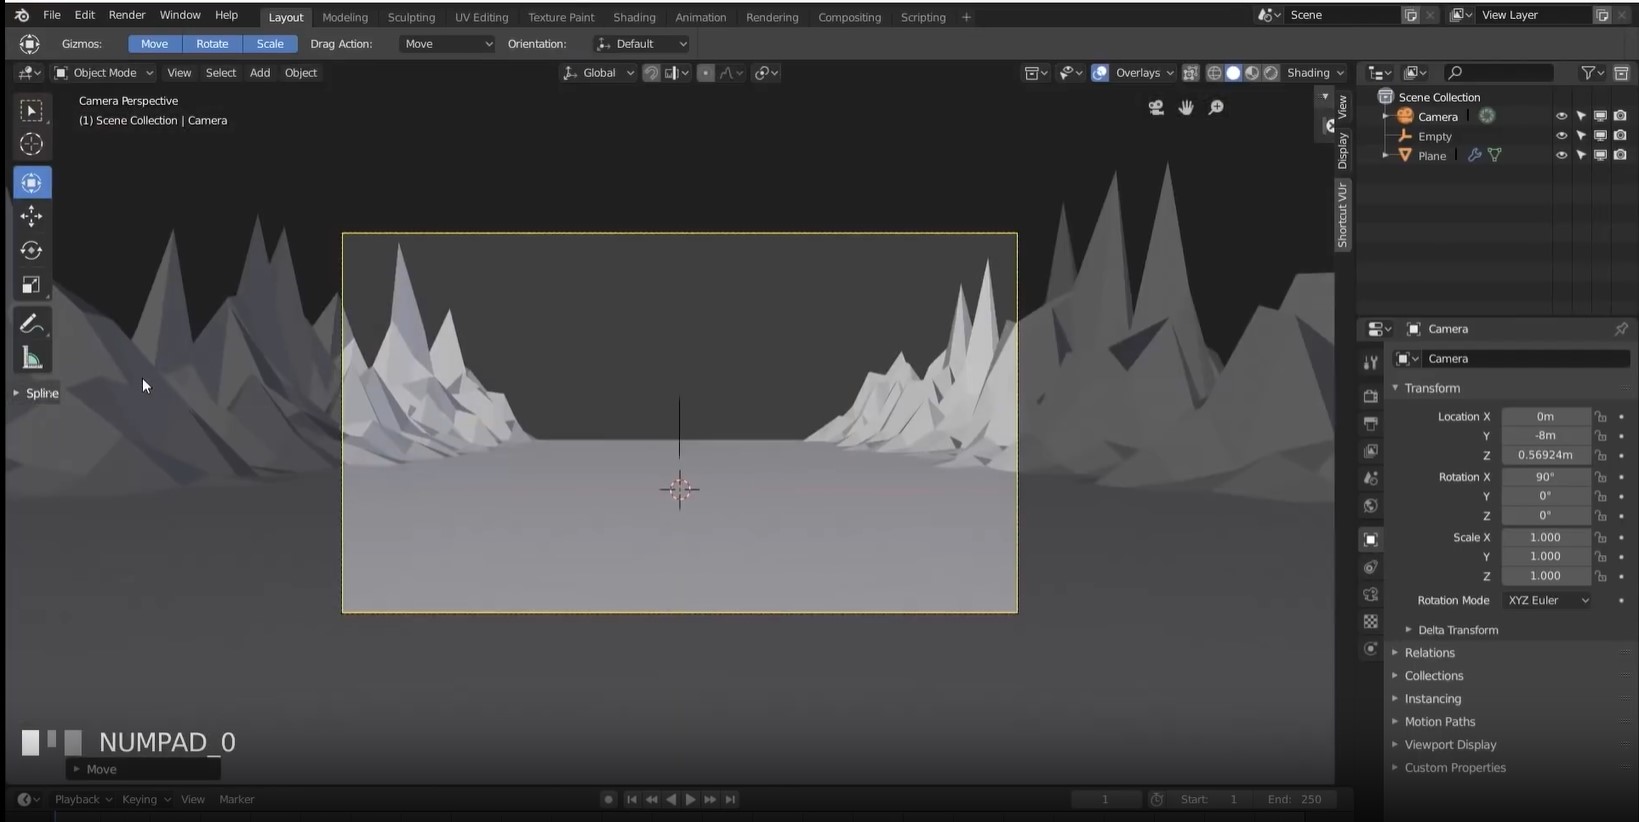 File Edit Render Window Help Layout Modeling Sculpting UV Editing Texture Paint Shading Animation Rendering Compositing Scripting + Scene View Layer
Gizmos: Move Rotate Scale Drag Action: Move Orientation: Default
Object Mode View Select Add Object Global Overlays Shading
Camera Perspective
(1) Scene Collection | Camera
View
Display
Shortcut VUr
Spline
Scene Collection
Camera
Empty
Plane
Camera
Camera
Transform
Location X 0m
Y -8m
Z 0.56924m
Rotation X 90°
Y 0°
Z 0°
Scale X 1.000
Y 1.000
Z 1.000
Rotation Mode XYZ Euler
Delta Transform
Relations
Collections
Instancing
Motion Paths
Viewport Display
Custom Properties
NUMPAD_0
Move
Playback Keying View Marker 1 Start: 1 End: 250